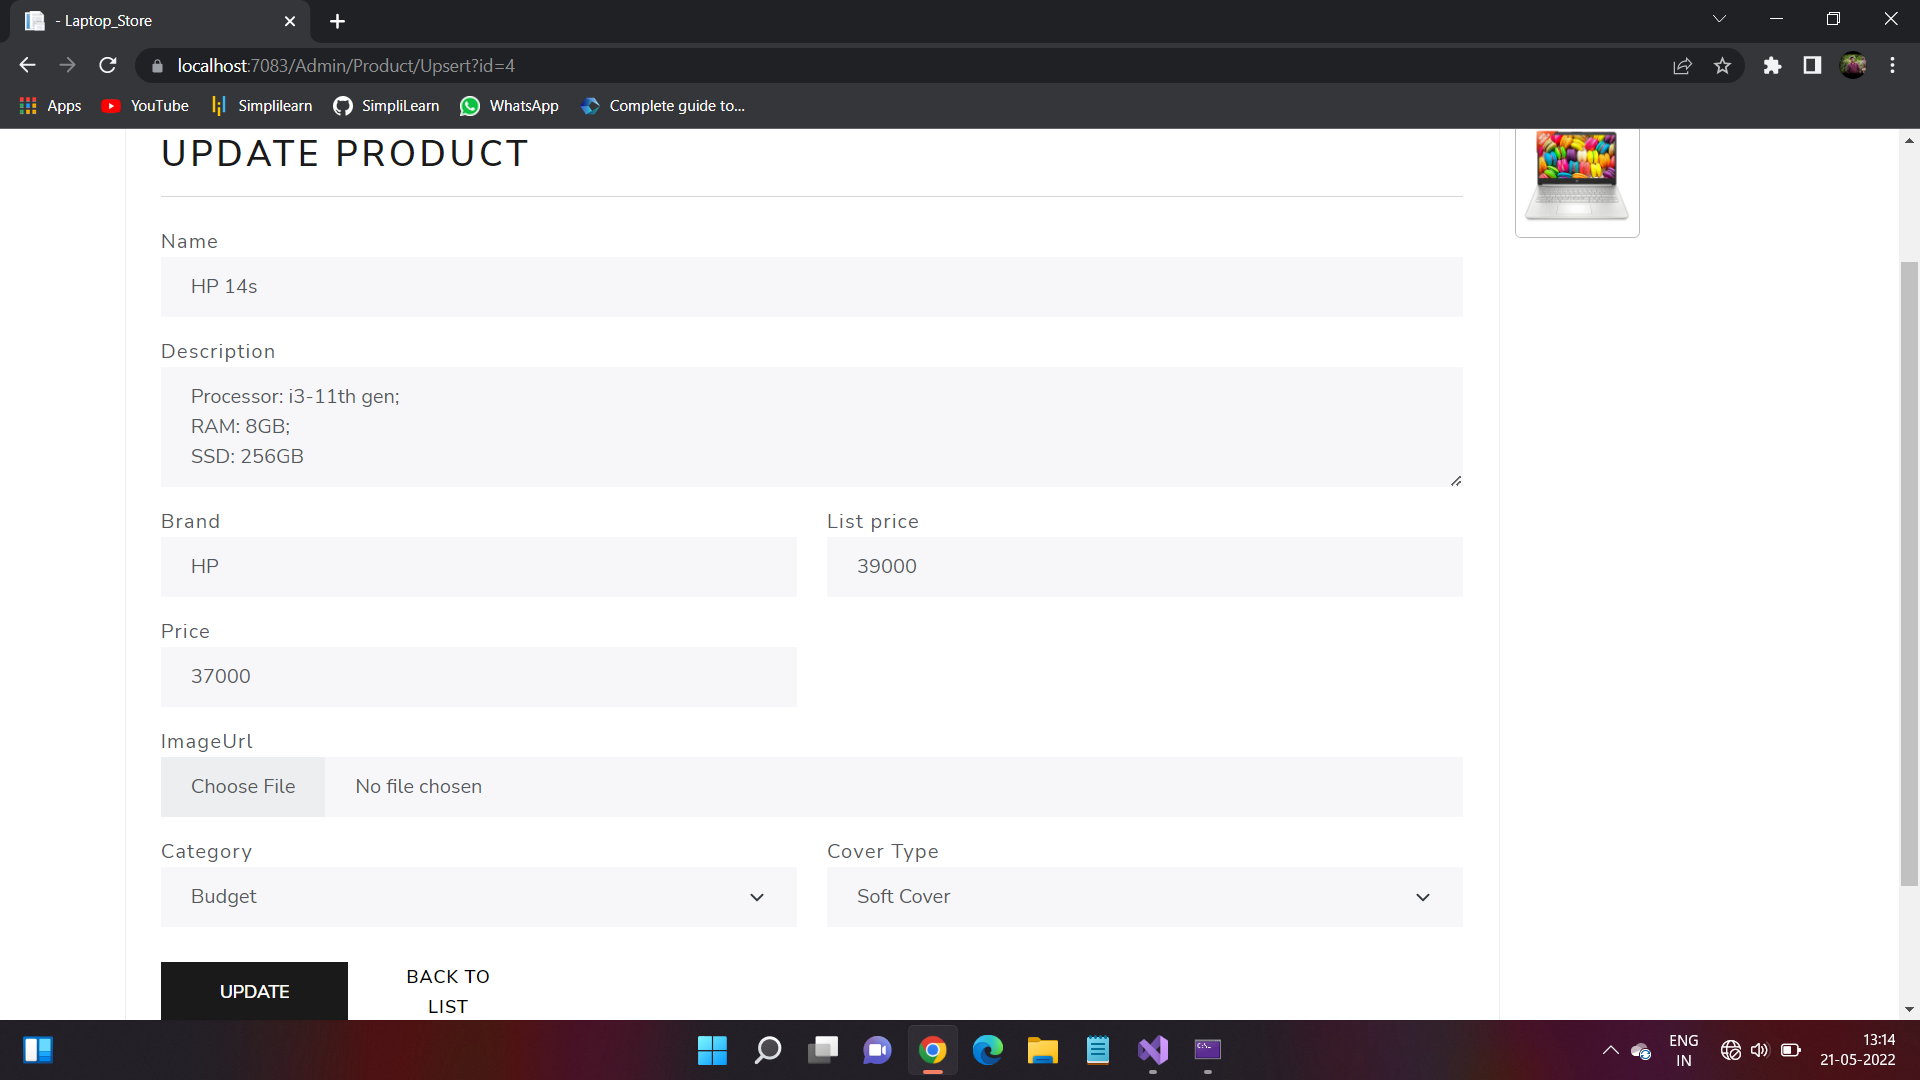 - Laptop_Store
localhost:7083/Admin/Product/Upsert?id=4
Apps YouTube Simplilearn SimpliLearn WhatsApp Complete guide to...
UPDATE PRODUCT
Name
HP 14s
Description
Processor: i3-11th gen;
RAM: 8GB;
SSD: 256GB
Brand List price
HP 39000
Price
37000
ImageUrl
Choose File No file chosen
Category Cover Type
Budget Soft Cover
UPDATE
BACK TO
LIST
ENG
IN
13:14
21-05-2022